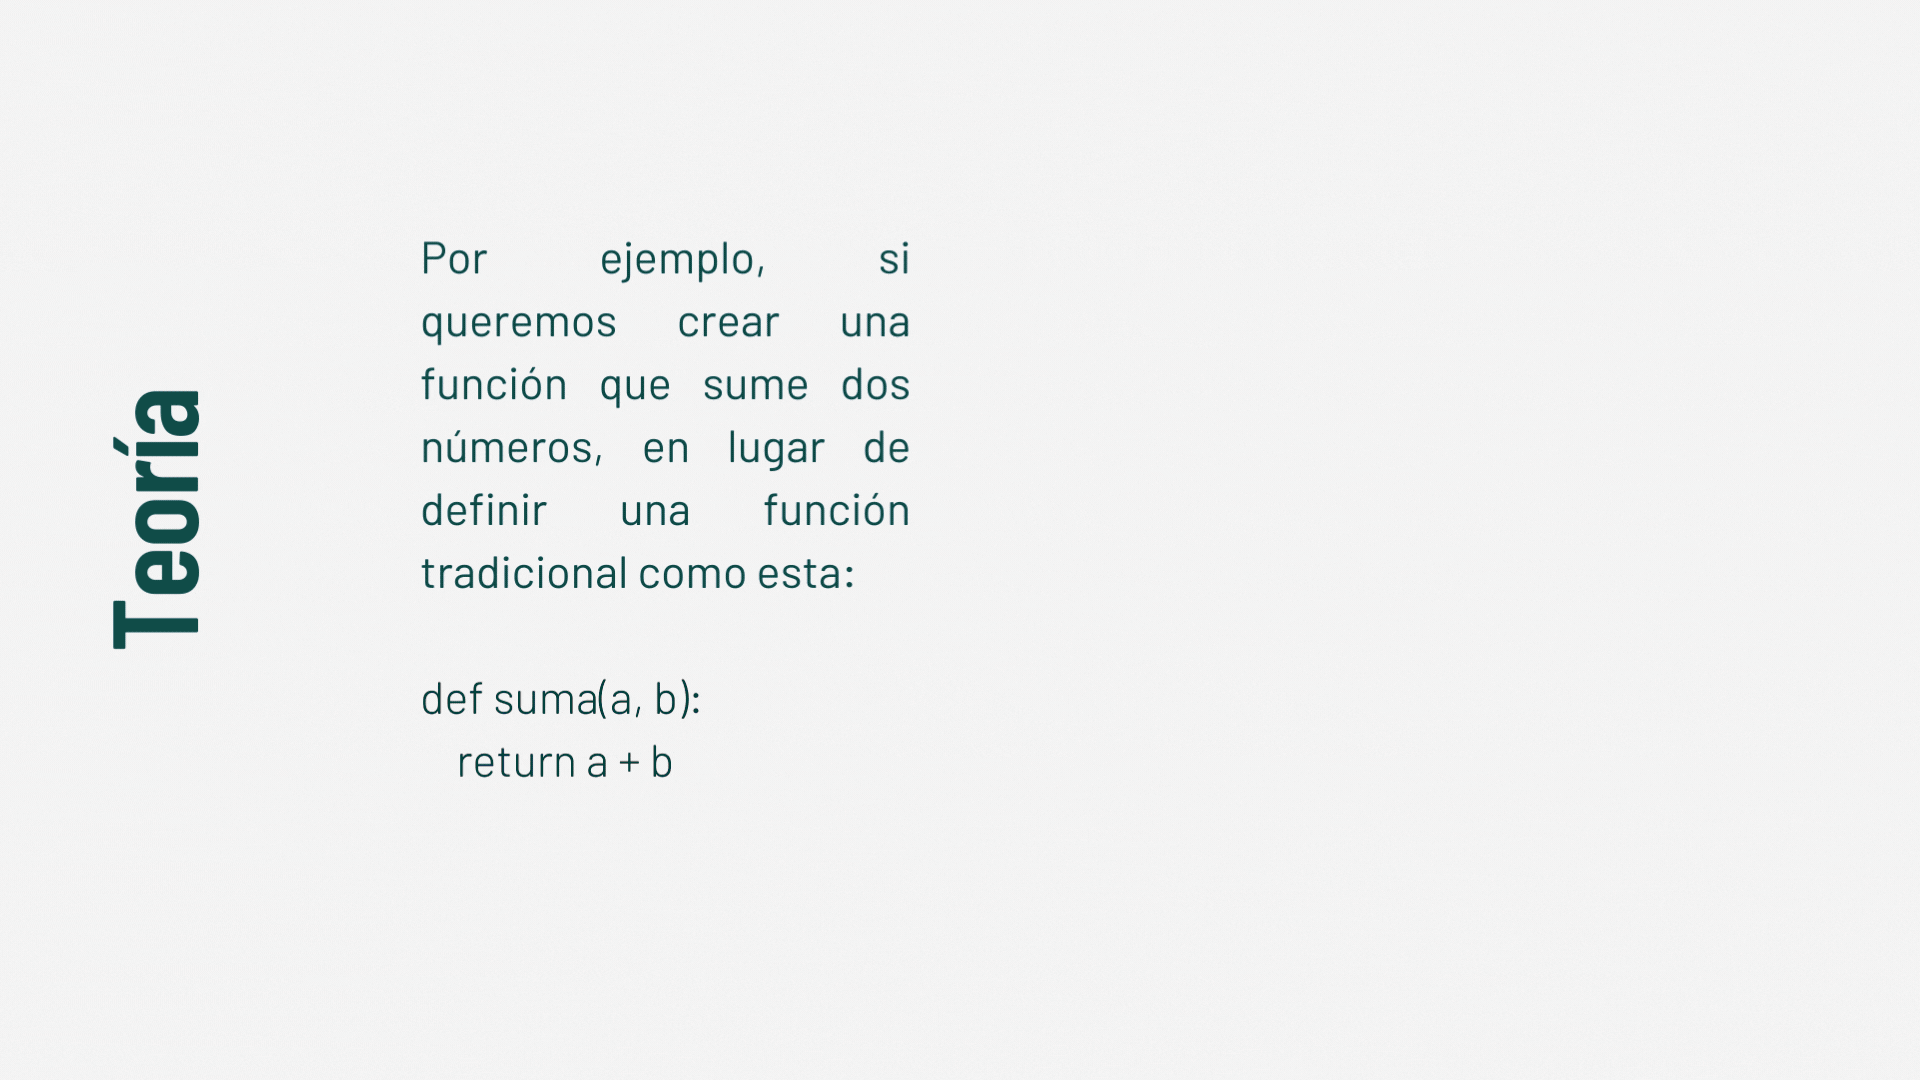 Teoría
Por ejemplo, si
queremos crear una
función que sume dos
números, en lugar de
definir una función
tradicional como esta:
def suma(a, b):
    return a + b